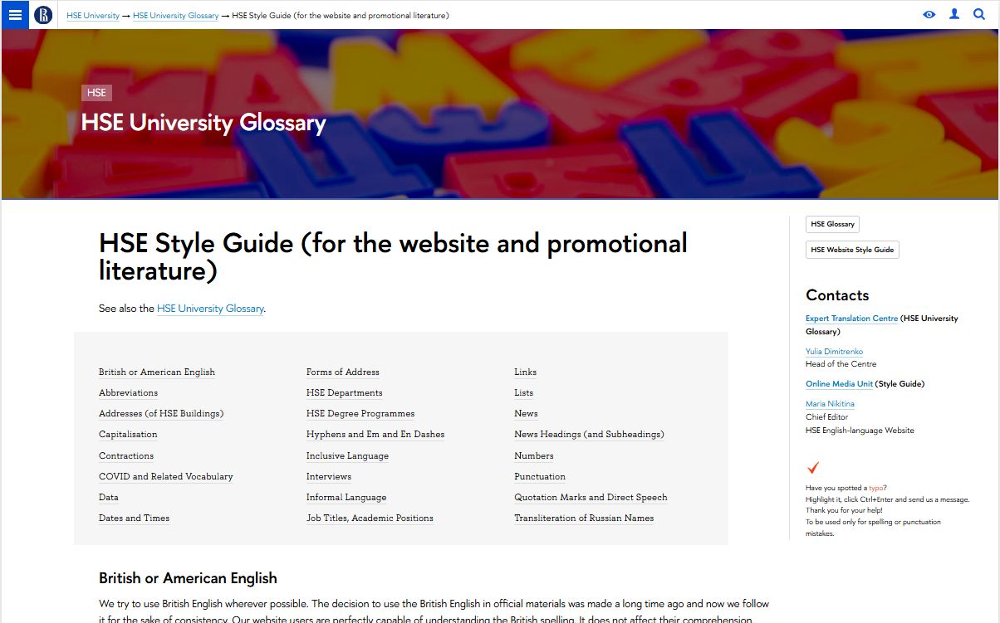 HSE University → HSE University Glossary → HSE Style Guide (for the website and promotional literature)
HSE
HSE University Glossary
HSE Style Guide (for the website and promotional
literature)
See also the HSE University Glossary.
British or American English
Abbreviations
Addresses (of HSE Buildings)
Capitalisation
Contractions
COVID and Related Vocabulary
Data
Dates and Times
Forms of Address
HSE Departments
HSE Degree Programmes
Hyphens and Em and En Dashes
Inclusive Language
Interviews
Informal Language
Job Titles, Academic Positions
Links
Lists
News
News Headings (and Subheadings)
Numbers
Punctuation
Quotation Marks and Direct Speech
Transliteration of Russian Names
British or American English
We try to use British English wherever possible. The decision to use the British English in official materials was made a long time ago and now we follow
it for the sake of consistency. Our website users are perfectly capable of understanding the British spelling. It does not affect their comprehension.
HSE Glossary
HSE Website Style Guide
Contacts
Expert Translation Centre (HSE University
Glossary)
Yulia Dimitrenko
Head of the Centre
Online Media Unit (Style Guide)
Maria Nikitina
Chief Editor
HSE English-language Website
Have you spotted a typo?
Highlight it, click Ctrl+Enter and send us a message.
Thank you for your help!
To be used only for spelling or punctuation
mistakes.